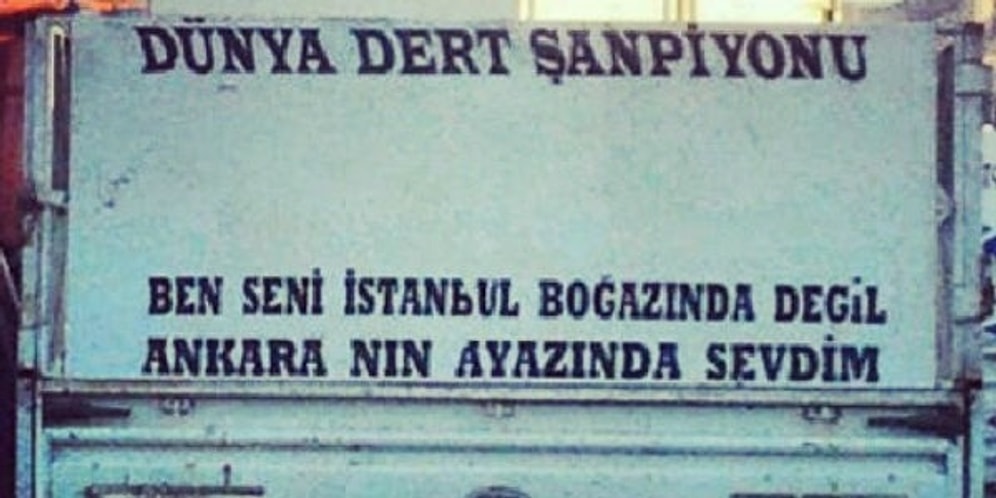 DÜNYA DERT ŞANPİYONU
BEN SENİ İSTANbUL BOĞAZINDA DEGİL
ANKARA NIN AYAZINDA SEVDİM